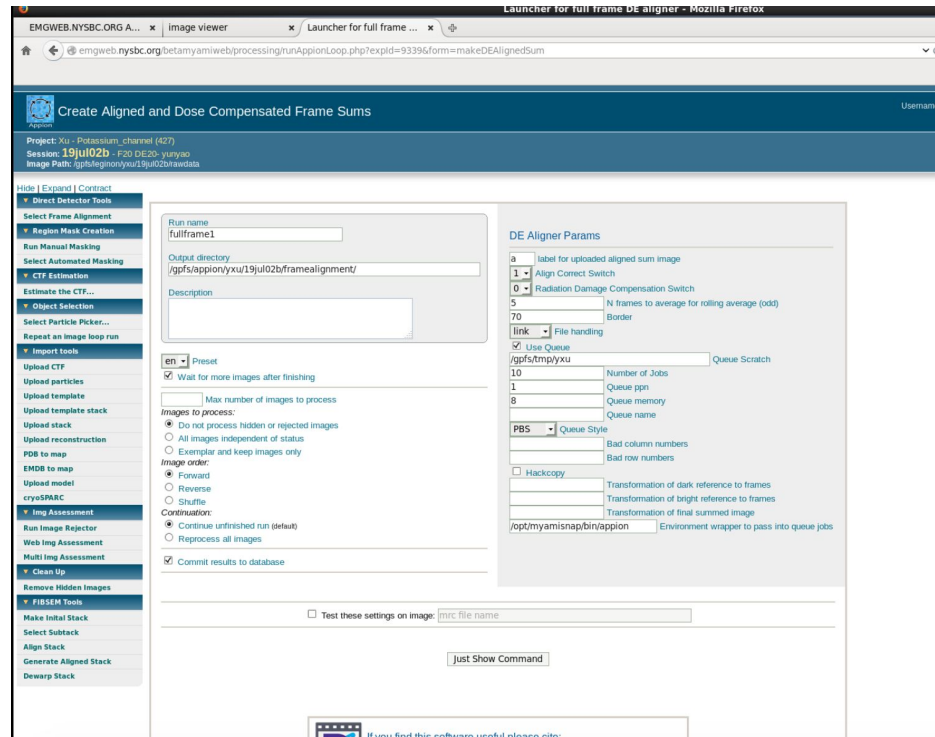 Launcher for full frame DE aligner - Mozilla Firefox
EMGWEB.NYSBC.ORG A... × image viewer × Launcher for full frame ... ×
emgweb.nysbc.org/betamyamiweb/processing/runAppionLoop.php?expId=9339&form=makeDEAlignedSum
Create Aligned and Dose Compensated Frame Sums
Appion
Username
Project: Xu - Potassium_channel (427)
Session: 19jul02b - F20 DE20- yunyao
Image Path: /gpfs/leginon/yxu/19jul02b/rawdata
Hide | Expand | Contract
Direct Detector Tools
Select Frame Alignment
Region Mask Creation
Run Manual Masking
Select Automated Masking
CTF Estimation
Estimate the CTF...
Object Selection
Select Particle Picker...
Repeat an image loop run
Import tools
Upload CTF
Upload particles
Upload template
Upload template stack
Upload stack
Upload reconstruction
PDB to map
EMDB to map
Upload model
cryoSPARC
Img Assessment
Run Image Rejector
Web Img Assessment
Multi Img Assessment
Clean Up
Remove Hidden Images
FIBSEM Tools
Make Inital Stack
Select Subtack
Align Stack
Generate Aligned Stack
Dewarp Stack
Run name
fullframe1
Output directory
/gpfs/appion/yxu/19jul02b/framealignment/
Description
en Preset
Wait for more images after finishing
Max number of images to process
Images to process:
Do not process hidden or rejected images
All images independent of status
Exemplar and keep images only
Image order:
Forward
Reverse
Shuffle
Continuation:
Continue unfinished run (default)
Reprocess all images
Commit results to database
DE Aligner Params
a label for uploaded aligned sum image
1 Align Correct Switch
0 Radiation Damage Compensation Switch
5 N frames to average for rolling average (odd)
70 Border
link File handling
Use Queue
/gpfs/tmp/yxu Queue Scratch
10 Number of Jobs
1 Queue ppn
8 Queue memory
Queue name
PBS Queue Style
Bad column numbers
Bad row numbers
Hackcopy
Transformation of dark reference to frames
Transformation of bright reference to frames
Transformation of final summed image
/opt/myamisnap/bin/appion Environment wrapper to pass into queue jobs
Test these settings on image: mrc file name
Just Show Command
If you find this software useful please cite: